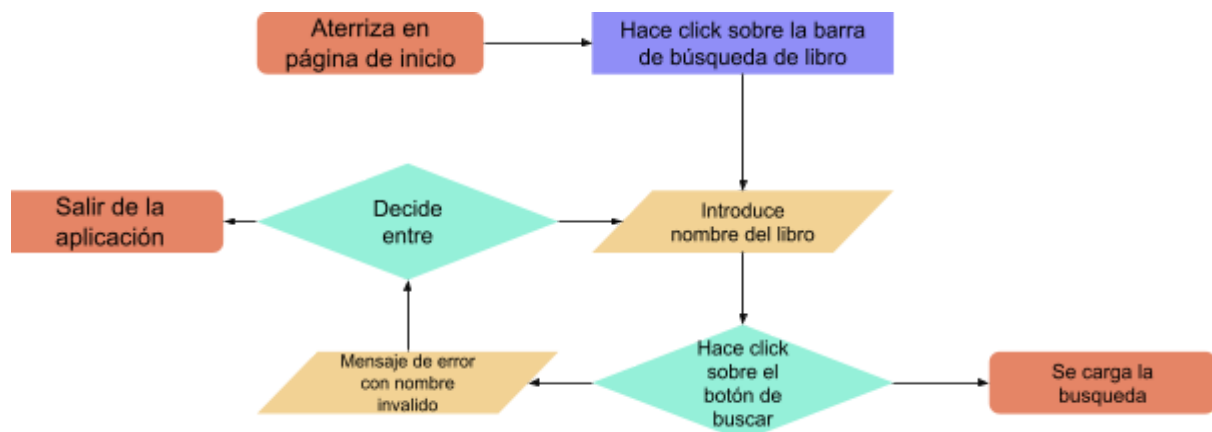 Aterriza en
página de inicio
Hace click sobre la barra
de búsqueda de libro
Salir de la
aplicación
Decide
entre
Introduce
nombre del libro
Mensaje de error
con nombre
invalido
Hace click
sobre el
botón de
buscar
Se carga la
busqueda